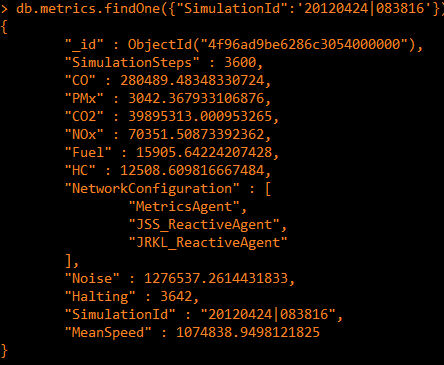 > db.metrics.findOne({"SimulationId":'20120424|083816'})
{
"_id" : ObjectId("4f96ad9be6286c3054000000"),
"SimulationSteps" : 3600,
"CO" : 280489.48348330724,
"PMx" : 3042.367933106876,
"CO2" : 39895313.000953265,
"NOx" : 70351.50873392362,
"Fuel" : 15905.64224207428,
"HC" : 12508.609816667484,
"NetworkConfiguration" : [
"MetricsAgent",
"JSS_ReactiveAgent",
"JRKL_ReactiveAgent"
],
"Noise" : 1276537.2614431833,
"Halting" : 3642,
"SimulationId" : "20120424|083816",
"MeanSpeed" : 1074838.9498121825
}